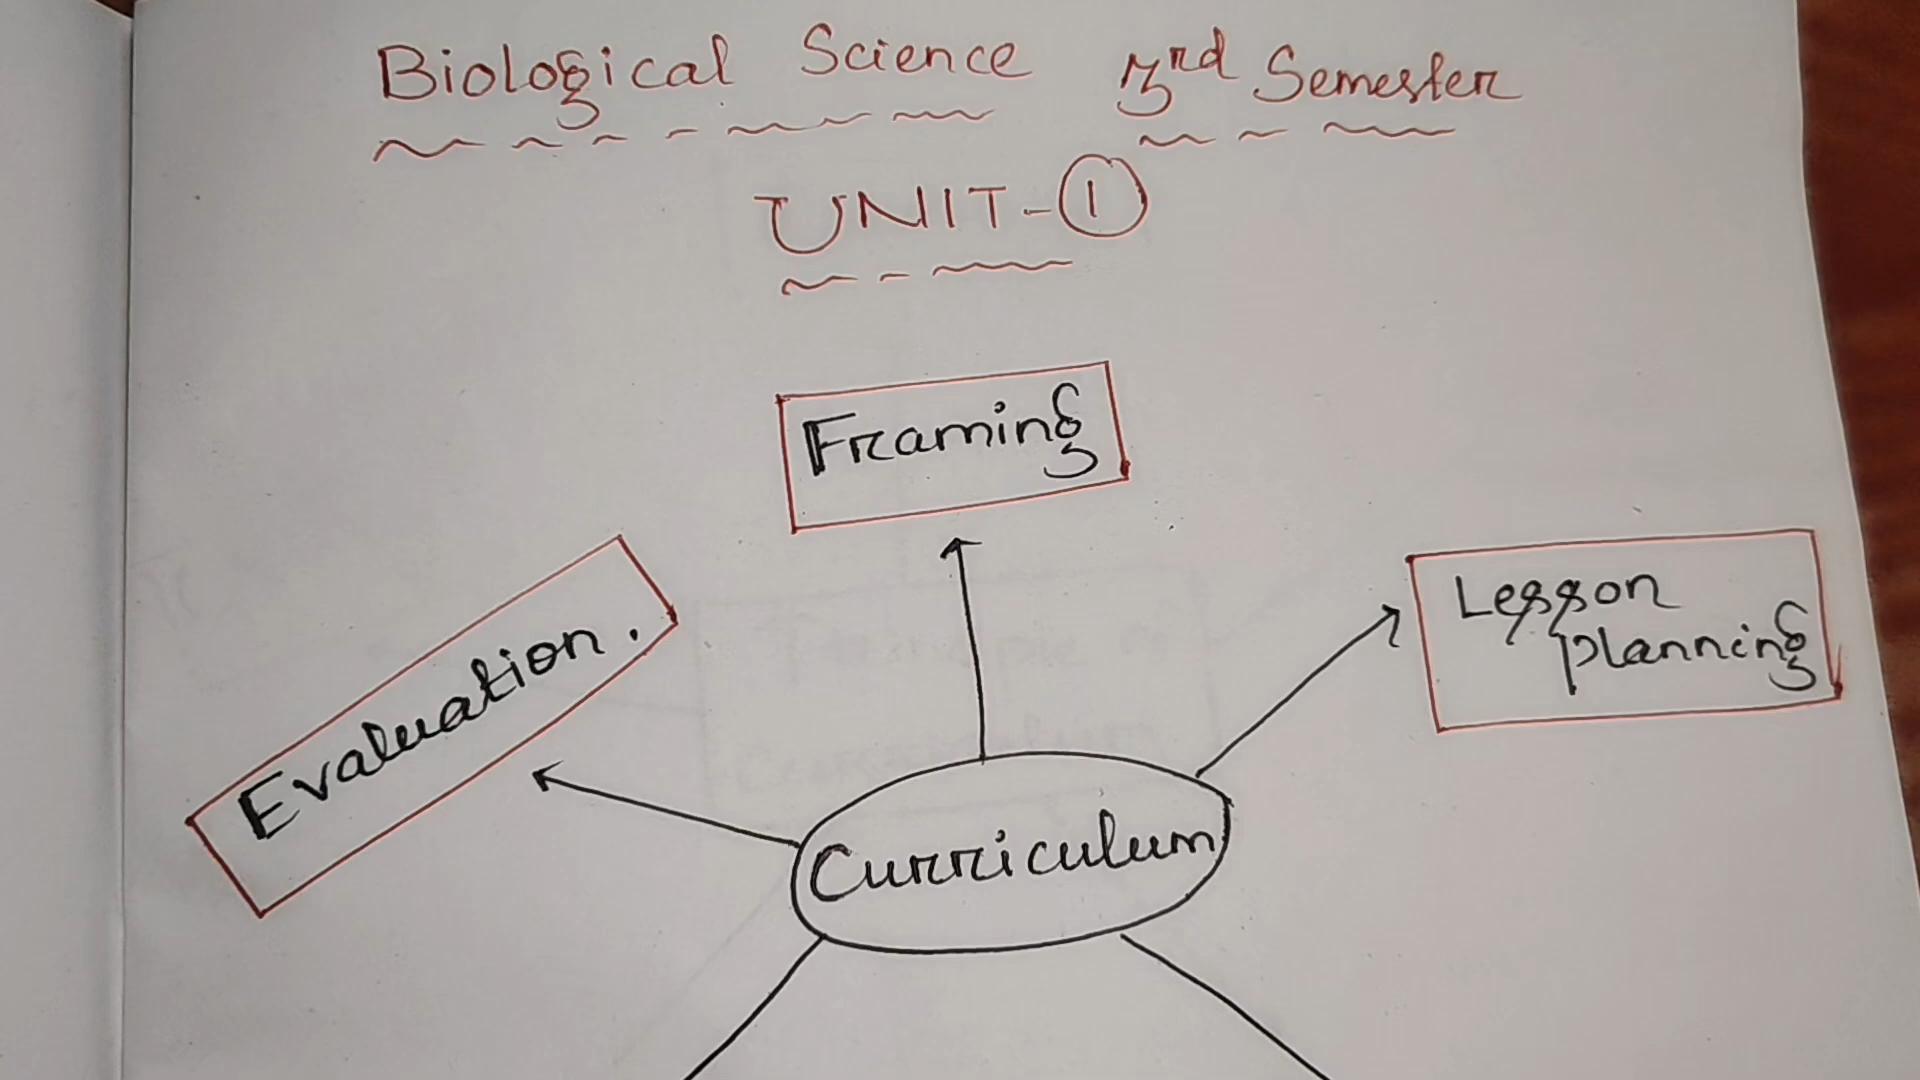 Biological Science 3rd Semester
UNIT-1
Framing
Evaluation.
Lesson
planning
Curriculum